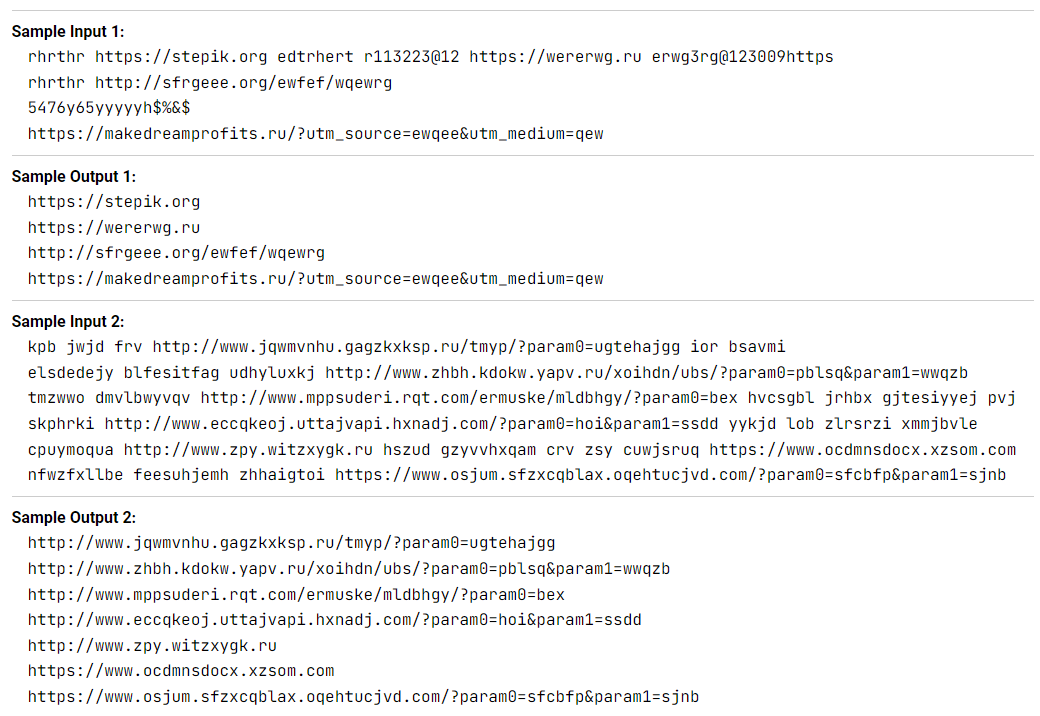 Sample Input 1:
rhrthr https://stepik.org edtrhert r113223@12 https://wererwg.ru erwg3rg@123009https
rhrthr http://sfrgeee.org/ewfef/wqewrg
5476y65yyyyyh$%&$
https://makedreamprofits.ru/?utm_source=ewqee&utm_medium=qew
Sample Output 1:
https://stepik.org
https://wererwg.ru
http://sfrgeee.org/ewfef/wqewrg
https://makedreamprofits.ru/?utm_source=ewqee&utm_medium=qew
Sample Input 2:
kpb jwjd frv http://www.jqwmvnhu.gagzkxksp.ru/tmyp/?param0=ugtehajgg ior bsavmi
elsdedejy blfesitfag udhyluxkj http://www.zhbh.kdokw.yapv.ru/xoihdn/ubs/?param0=pblsq&param1=wwqzb
tmzwwo dmvlbwyvqv http://www.mppsuderi.rqt.com/ermuske/mldbhgy/?param0=bex hvcsgbl jrhbx gjtesiyyej pvj
skphrki http://www.eccqkeoj.uttajvapi.hxnadj.com/?param0=hoi&param1=ssdd yykjd lob zlrsrzi xmmjbvle
cpuymoqua http://www.zpy.witzxygk.ru hszud gzyvvhxqam crv zsy cuwjsruq https://www.ocdmnsdocx.xzsom.com
nfwzfxllbe feesuhjemh zhhaigtoi https://www.osjum.sfzxcqblax.oqehtucjvd.com/?param0=sfcbfp&param1=sjnb
Sample Output 2:
http://www.jqwmvnhu.gagzkxksp.ru/tmyp/?param0=ugtehajgg
http://www.zhbh.kdokw.yapv.ru/xoihdn/ubs/?param0=pblsq&param1=wwqzb
http://www.mppsuderi.rqt.com/ermuske/mldbhgy/?param0=bex
http://www.eccqkeoj.uttajvapi.hxnadj.com/?param0=hoi&param1=ssdd
http://www.zpy.witzxygk.ru
https://www.ocdmnsdocx.xzsom.com
https://www.osjum.sfzxcqblax.oqehtucjvd.com/?param0=sfcbfp&param1=sjnb